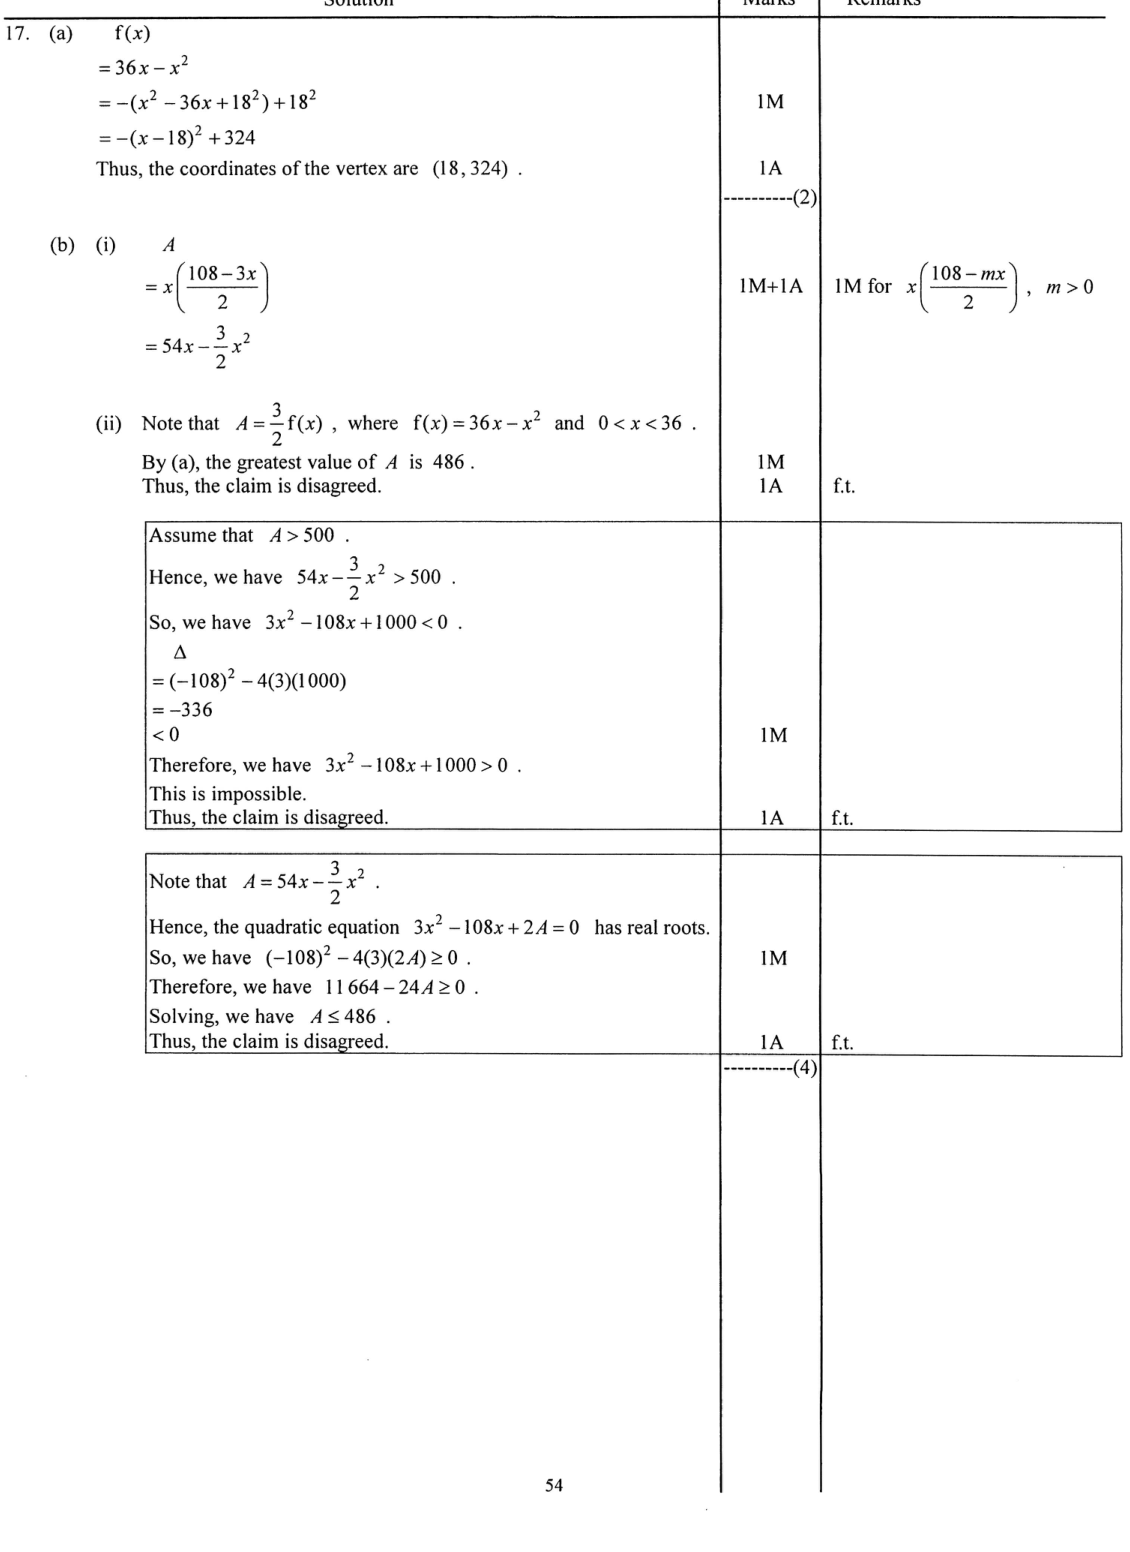 Solution Marks Remarks
17. (a) f(x)
= 36x − x²
= −(x² − 36x + 18²) + 18² 1M
= −(x − 18)² + 324
Thus, the coordinates of the vertex are (18, 324) . 1A
----------(2)
(b) (i) A
= x((108 − 3x)/2) 1M+1A 1M for x((108 − mx)/2) , m > 0
= 54x − 3/2 x²
(ii) Note that A = 3/2 f(x) , where f(x) = 36x − x² and 0 < x < 36 .
By (a), the greatest value of A is 486 . 1M
Thus, the claim is disagreed. 1A f.t.
Assume that A > 500 .
Hence, we have 54x − 3/2 x² > 500 .
So, we have 3x² − 108x + 1000 < 0 .
Δ
= (−108)² − 4(3)(1000)
= −336
< 0 1M
Therefore, we have 3x² − 108x + 1000 > 0 .
This is impossible.
Thus, the claim is disagreed. 1A f.t.
Note that A = 54x − 3/2 x² .
Hence, the quadratic equation 3x² − 108x + 2A = 0 has real roots.
So, we have (−108)² − 4(3)(2A) ≥ 0 . 1M
Therefore, we have 11 664 − 24A ≥ 0 .
Solving, we have A ≤ 486 .
Thus, the claim is disagreed. 1A f.t.
----------(4)
54